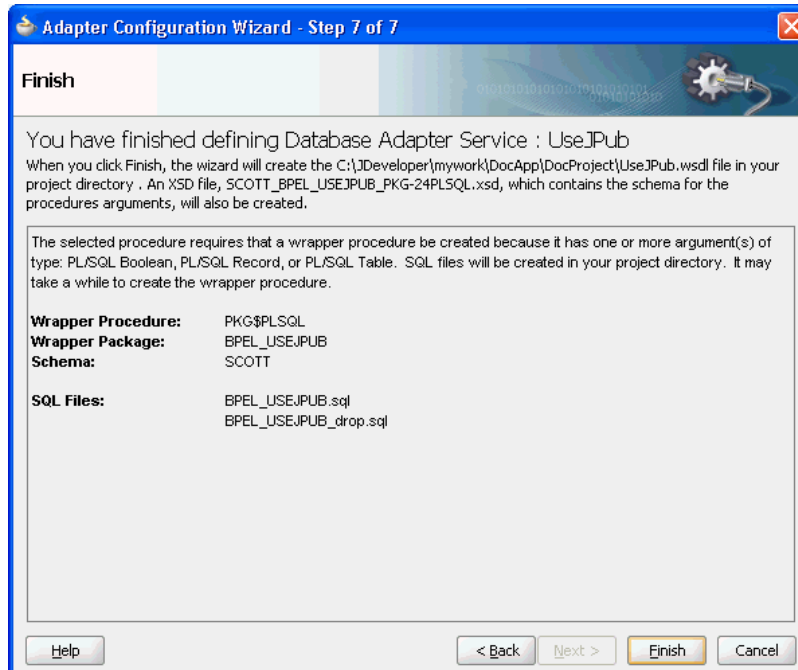 Adapter Configuration Wizard - Step 7 of 7
Finish
You have finished defining Database Adapter Service : UseJPub
When you click Finish, the wizard will create the C:\JDeveloper\mywork\DocApp\DocProject\UseJPub.wsdl file in your
project directory . An XSD file, SCOTT_BPEL_USEJPUB_PKG-24PLSQL.xsd, which contains the schema for the
procedures arguments, will also be created.
The selected procedure requires that a wrapper procedure be created because it has one or more argument(s) of
type: PL/SQL Boolean, PL/SQL Record, or PL/SQL Table.  SQL files will be created in your project directory.  It may
take a while to create the wrapper procedure.
Wrapper Procedure: PKG$PLSQL
Wrapper Package: BPEL_USEJPUB
Schema: SCOTT
SQL Files: BPEL_USEJPUB.sql
BPEL_USEJPUB_drop.sql
Help < Back Next > Finish Cancel